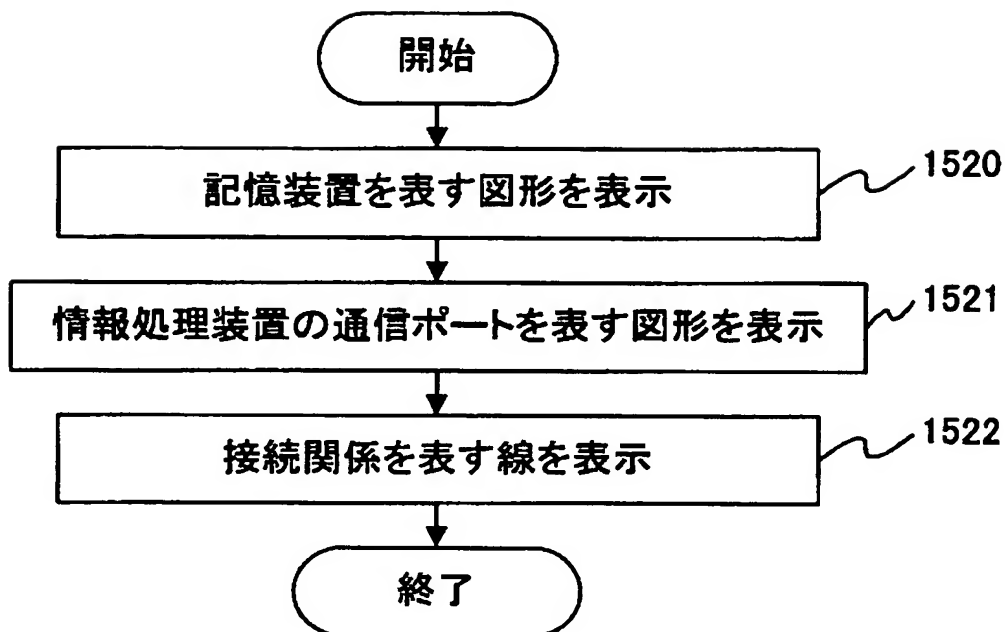 開始
記憶装置を表す図形を表示
1520
情報処理装置の通信ポートを表す図形を表示
1521
接続関係を表す線を表示
1522
終了